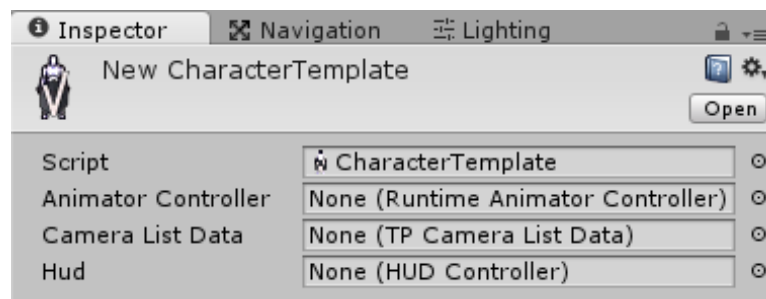 Inspector Navigation Lighting
New CharacterTemplate
Open
Script CharacterTemplate
Animator Controller None (Runtime Animator Controller)
Camera List Data None (TP Camera List Data)
Hud None (HUD Controller)